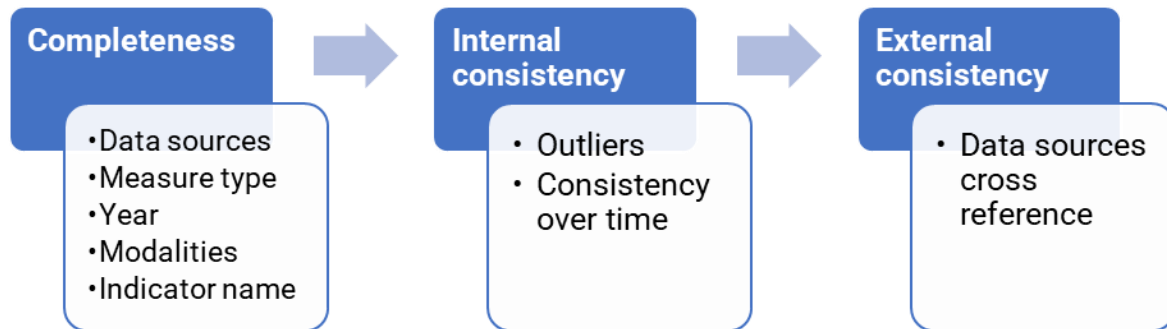 Completeness
•Data sources
•Measure type
•Year
•Modalities
•Indicator name
Internal
consistency
• Outliers
• Consistency
over time
External
consistency
• Data sources
cross
reference